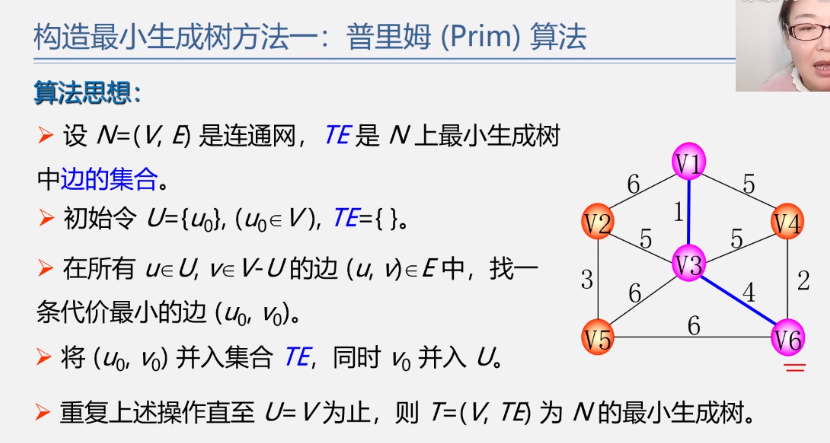 构造最小生成树方法一：普里姆 (Prim) 算法
算法思想：
➤ 设 N=(V, E) 是连通网，TE 是 N 上最小生成树
中边的集合。
➤ 初始令 U={u₀}, (u₀∈V), TE={ }。
➤ 在所有 u∈U, v∈V-U 的边 (u, v)∈E 中，找一
条代价最小的边 (u₀, v₀)。
➤ 将 (u₀, v₀) 并入集合 TE，同时 v₀ 并入 U。
➤ 重复上述操作直至 U=V 为止，则 T=(V, TE) 为 N 的最小生成树。
V1
6 5
1
V2 V4
5 5
V3
3 2
6 4
V5 6 V6